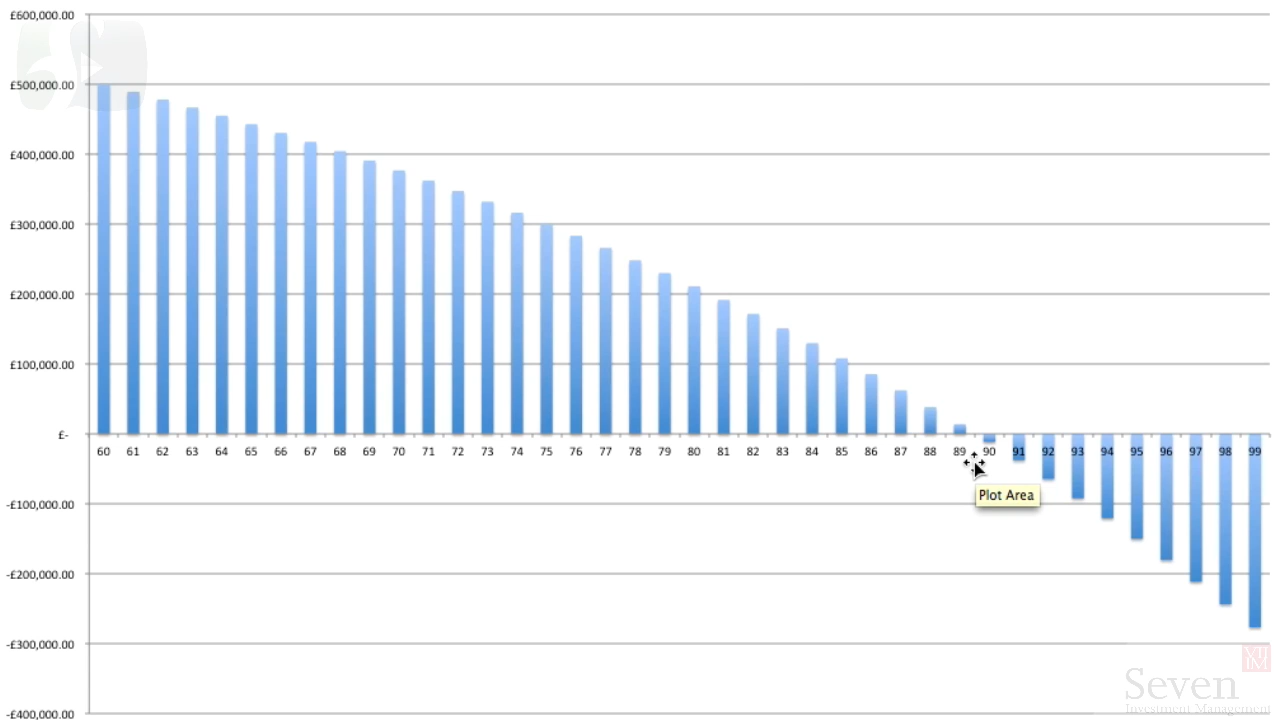 £600,000.00
£500,000.00
£400,000.00
£300,000.00
£200,000.00
£100,000.00
£-
60 61 62 63 64 65 66 67 68 69 70 71 72 73 74 75 76 77 78 79 80 81 82 83 84 85 86 87 88 89 90 91 92 93 94 95 96 97 98 99
Plot Area
-£100,000.00
-£200,000.00
-£300,000.00
-£400,000.00
VII
IM
Seven
Investment Management